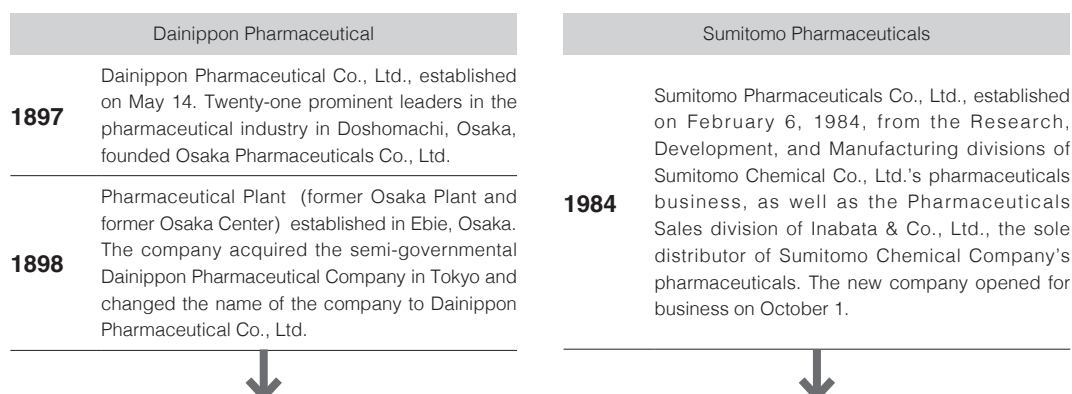 Dainippon Pharmaceutical
1897
Dainippon Pharmaceutical Co., Ltd., established
on May 14. Twenty-one prominent leaders in the
pharmaceutical industry in Doshomachi, Osaka,
founded Osaka Pharmaceuticals Co., Ltd.
1898
Pharmaceutical Plant (former Osaka Plant and
former Osaka Center) established in Ebie, Osaka.
The company acquired the semi-governmental
Dainippon Pharmaceutical Company in Tokyo and
changed the name of the company to Dainippon
Pharmaceutical Co., Ltd.
Sumitomo Pharmaceuticals
1984
Sumitomo Pharmaceuticals Co., Ltd., established
on February 6, 1984, from the Research,
Development, and Manufacturing divisions of
Sumitomo Chemical Co., Ltd.'s pharmaceuticals
business, as well as the Pharmaceuticals
Sales division of Inabata & Co., Ltd., the sole
distributor of Sumitomo Chemical Company's
pharmaceuticals. The new company opened for
business on October 1.